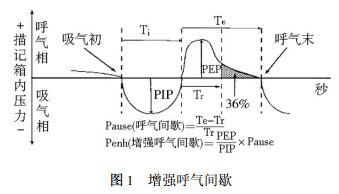 +描记箱内压力-
呼气相
吸气相
吸气初
Ti
Te
呼气末
PEP
PIP
Tr
36%
秒
Pause(呼气间歇)=Te-Tr/Tr
Penh(增强呼气间歇)=PEP/PIP×Pause
图 1 增强呼气间歇